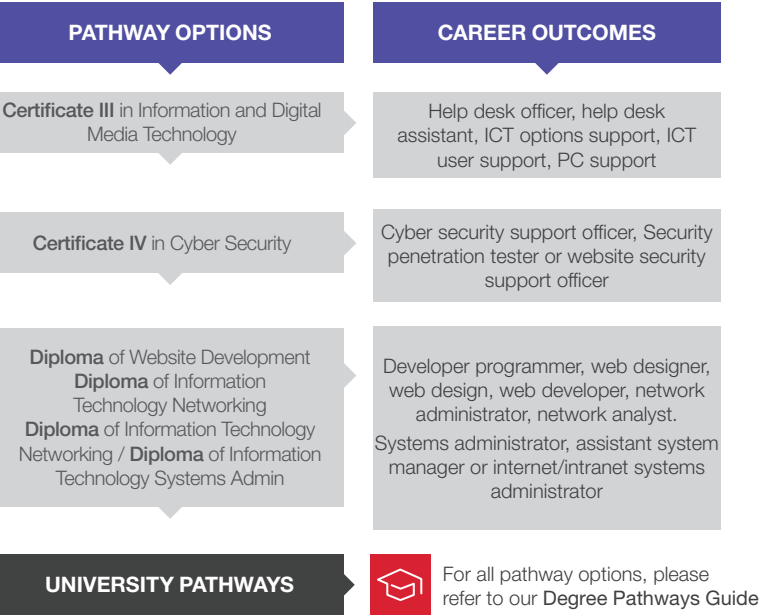 PATHWAY OPTIONS
CAREER OUTCOMES
Certificate III in Information and Digital
Media Technology
Help desk officer, help desk
assistant, ICT options support, ICT
user support, PC support
Certificate IV in Cyber Security
Cyber security support officer, Security
penetration tester or website security
support officer
Diploma of Website Development
Diploma of Information
Technology Networking
Diploma of Information Technology
Networking / Diploma of Information
Technology Systems Admin
Developer programmer, web designer,
web design, web developer, network
administrator, network analyst.
Systems administrator, assistant system
manager or internet/intranet systems
administrator
UNIVERSITY PATHWAYS
For all pathway options, please
refer to our Degree Pathways Guide